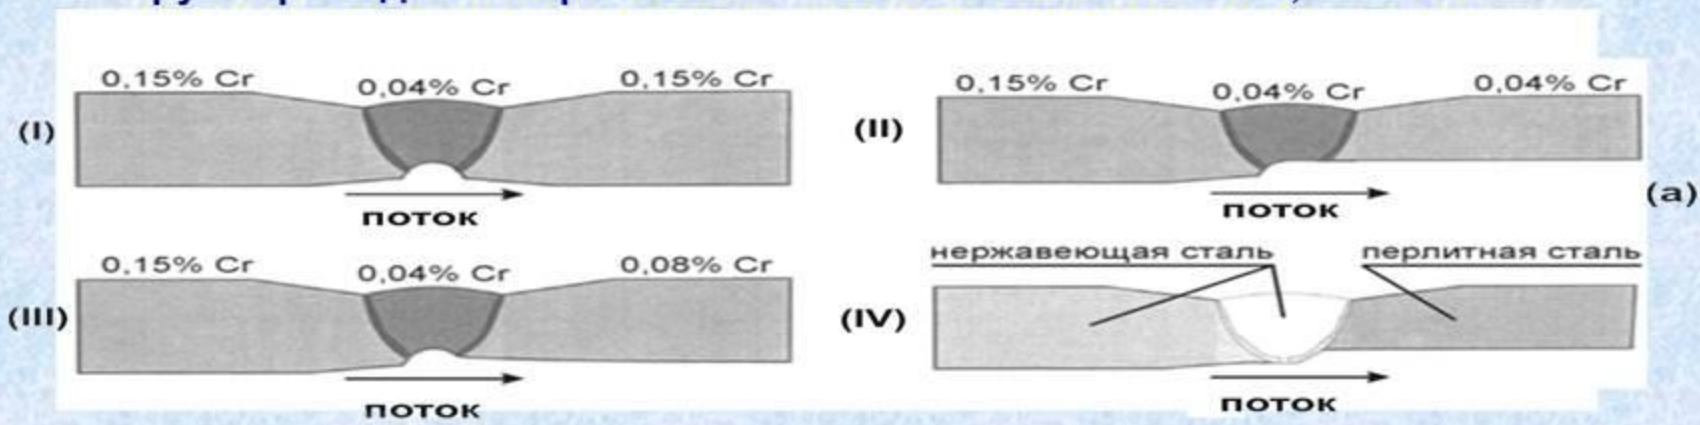 (I)
0,15% Cr 0,04% Cr 0,15% Cr
поток
(II)
0,15% Cr 0,04% Cr 0,04% Cr
поток
(а)
(III)
0,15% Cr 0,04% Cr 0,08% Cr
поток
(IV)
нержавеющая сталь перлитная сталь
поток